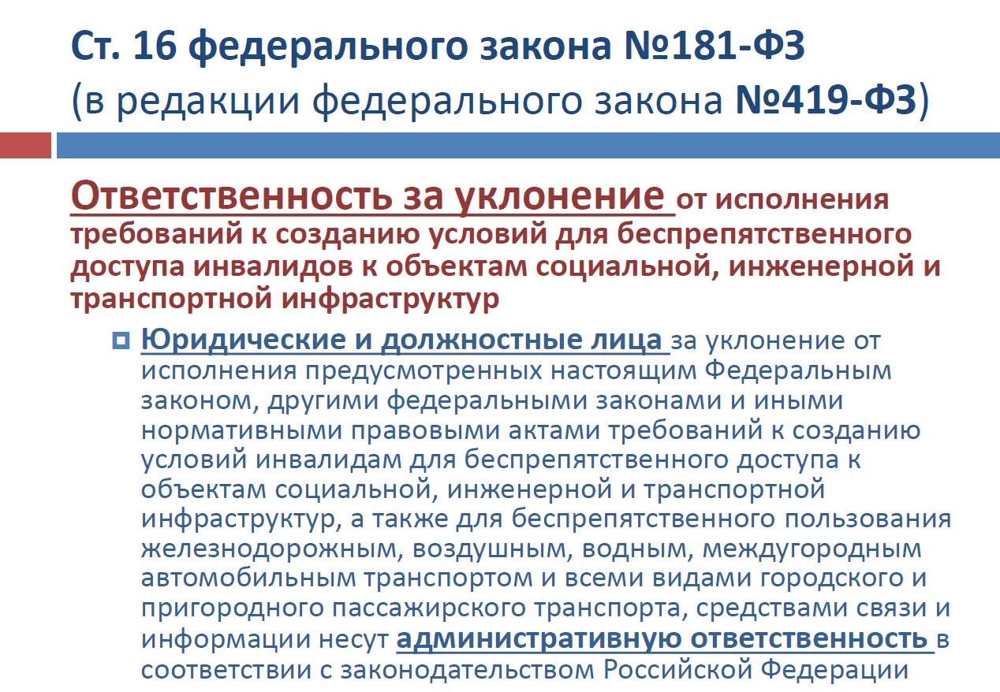 Ст. 16 федерального закона №181-ФЗ
(в редакции федерального закона №419-ФЗ)
Ответственность за уклонение от исполнения
требований к созданию условий для беспрепятственного
доступа инвалидов к объектам социальной, инженерной и
транспортной инфраструктур
Юридические и должностные лица за уклонение от
исполнения предусмотренных настоящим Федеральным
законом, другими федеральными законами и иными
нормативными правовыми актами требований к созданию
условий инвалидам для беспрепятственного доступа к
объектам социальной, инженерной и транспортной
инфраструктур, а также для беспрепятственного пользования
железнодорожным, воздушным, водным, междугородным
автомобильным транспортом и всеми видами городского и
пригородного пассажирского транспорта, средствами связи и
информации несут административную ответственность в
соответствии с законодательством Российской Федерации